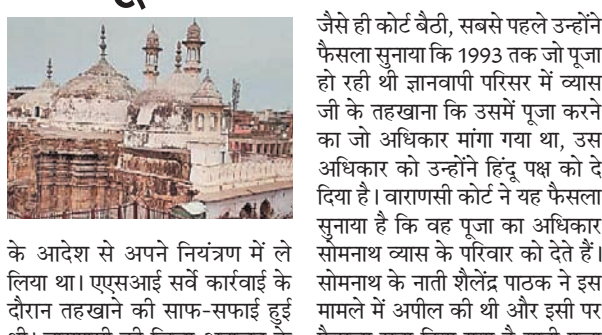 के आदेश से अपने नियंत्रण में ले
लिया था। एएसआई सर्वे कार्रवाई के
दौरान तहखाने की साफ-सफाई हुई
जैसे ही कोर्ट बैठी, सबसे पहले उन्होंने
फैसला सुनाया कि 1993 तक जो पूजा
हो रही थी ज्ञानवापी परिसर में व्यास
जी के तहखाना कि उसमें पूजा करने
का जो अधिकार मांगा गया था, उस
अधिकार को उन्होंने हिंदू पक्ष को दे
दिया है। वाराणसी कोर्ट ने यह फैसला
सुनाया है कि वह पूजा का अधिकार
सोमनाथ व्यास के परिवार को देते हैं।
सोमनाथ के नाती शैलेंद्र पाठक ने इस
मामले में अपील की थी और इसी पर